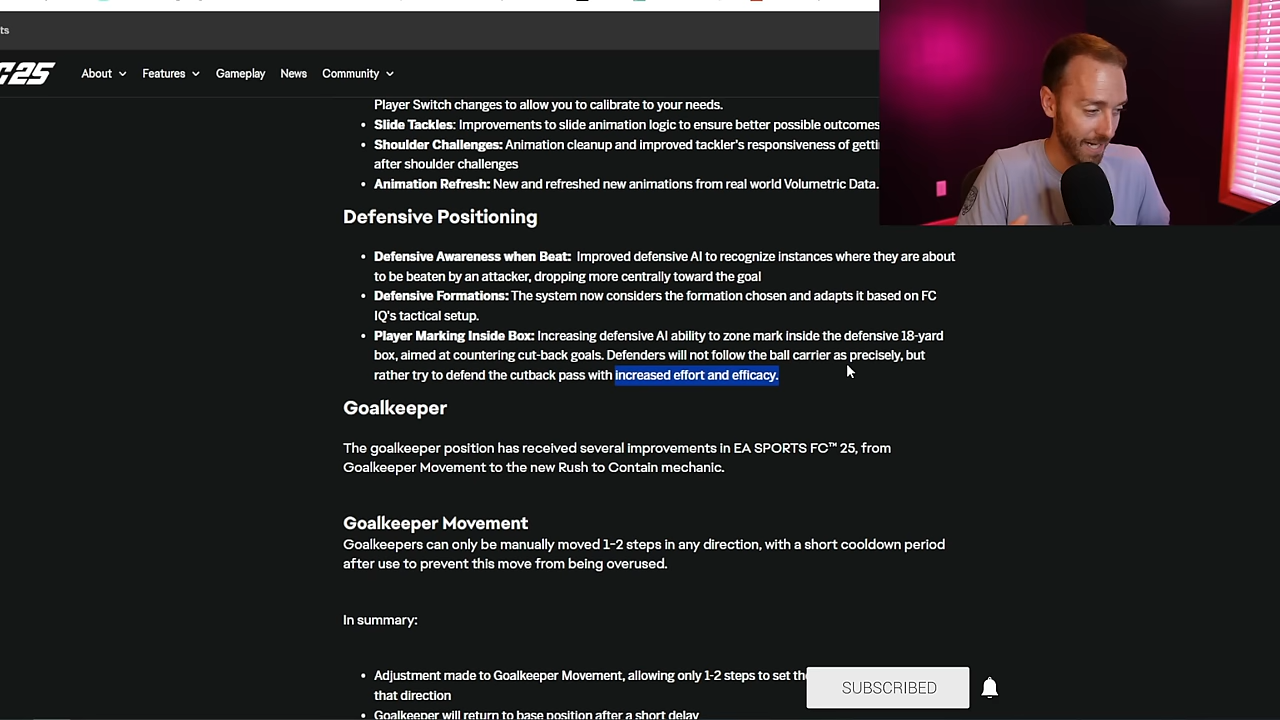 ts
C25
About
Features
Gameplay
News
Community
Player Switch changes to allow you to calibrate to your needs.
• Slide Tackles: Improvements to slide animation logic to ensure better possible outcomes
• Shoulder Challenges: Animation cleanup and improved tackler's responsiveness of
after shoulder challenges
• Animation Refresh: New and refreshed new animations from real world Volumetric Data.
Defensive Positioning
• Defensive Awareness when Beat: Improved defensive AI to recognize instances where they are about
to be beaten by an attacker, dropping more centrally toward the goal
• Defensive Formations: The system now considers the formation chosen and adapts it based on FC
IQ's tactical setup.
• Player Marking Inside Box: Increasing defensive AI ability to zone mark inside the defensive 18-yard
box, aimed at countering cut-back goals. Defenders will not follow the ball carrier as precisely, but
rather try to defend the cutback pass with increased effort and efficacy.
Goalkeeper
The goalkeeper position has received several improvements in EA SPORTS FC™ 25, from
Goalkeeper Movement to the new Rush to Contain mechanic.
Goalkeeper Movement
Goalkeepers can only be manually moved 1-2 steps in any direction, with a short cooldown period
after use to prevent this move from being overused.
In summary:
• Adjustment made to Goalkeeper Movement, allowing only 1-2 steps to set
that direction
• Goalkeeper will return to base position after a short delay
SUBSCRIBED